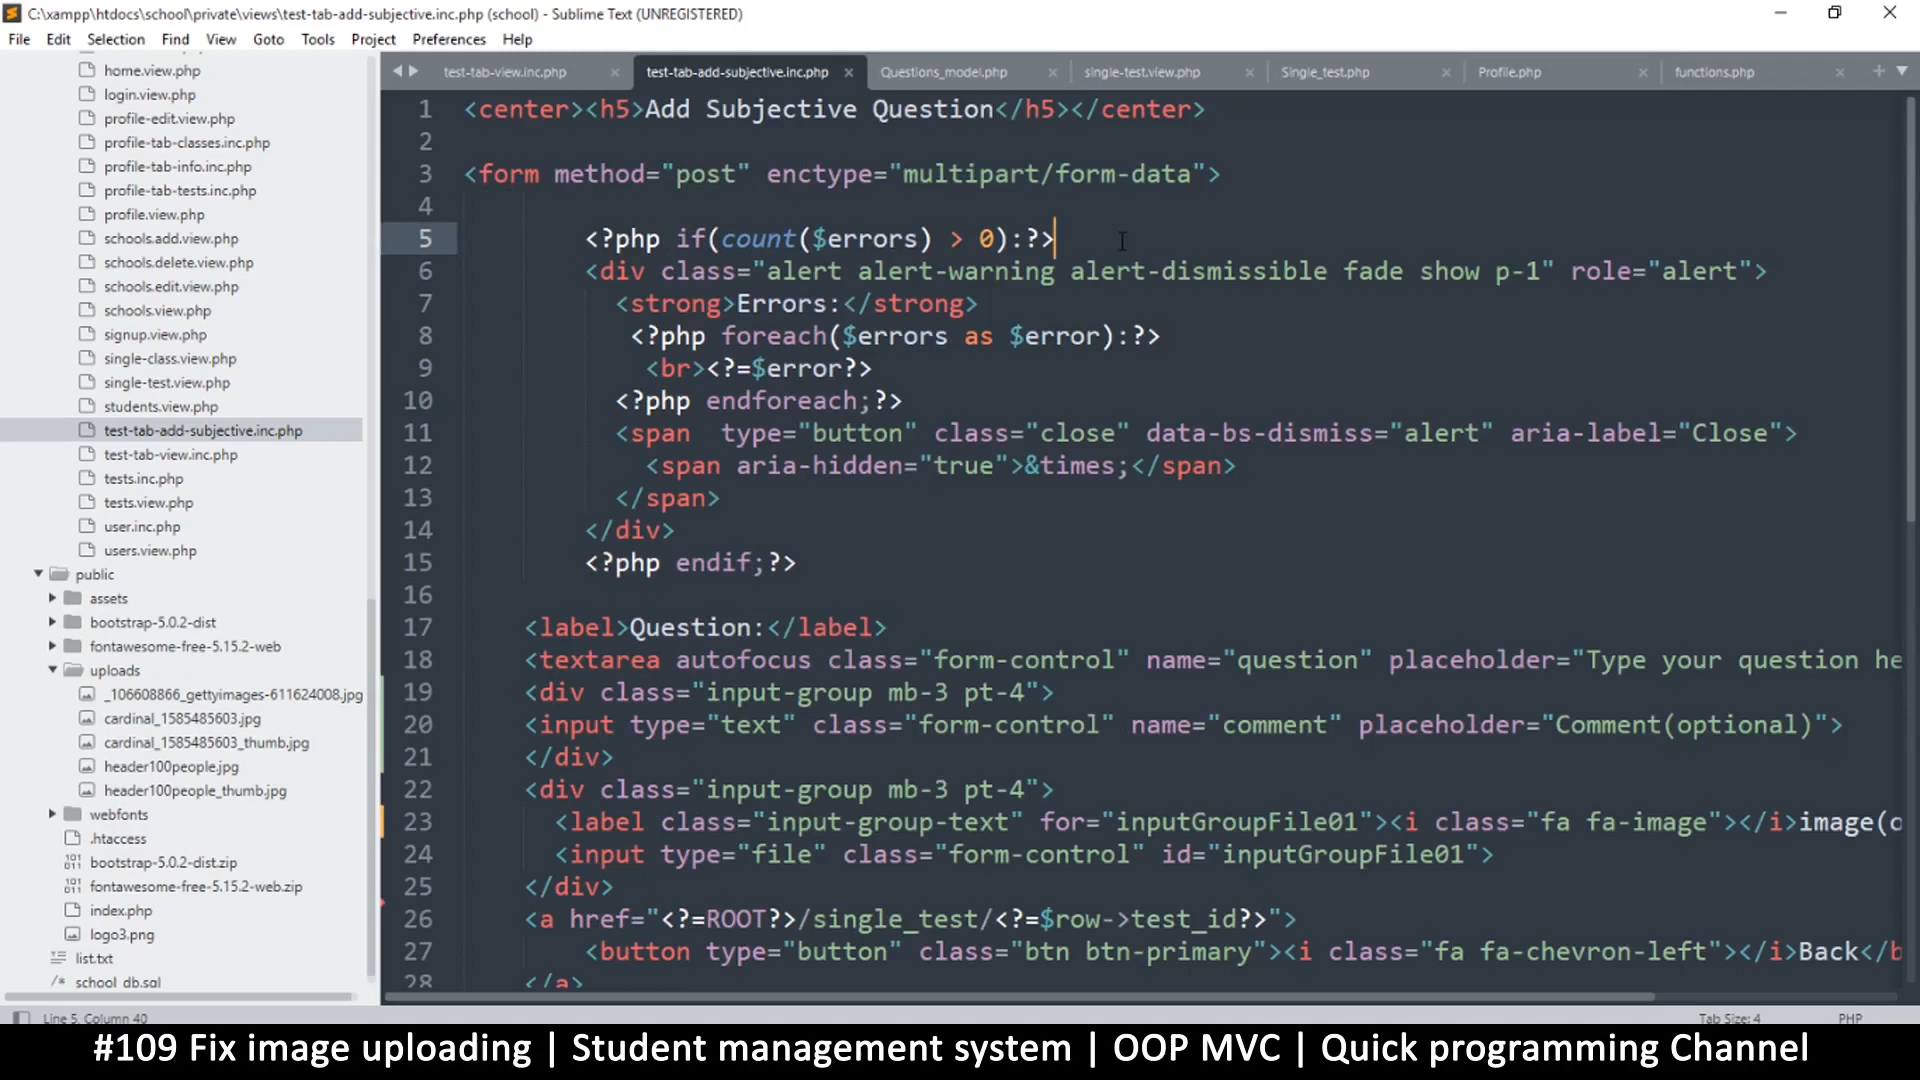 C:\xampp\htdocs\school\private\views\test-tab-add-subjective.inc.php (school) - Sublime Text (UNREGISTERED)
File Edit Selection Find View Goto Tools Project Preferences Help
home.view.php
login.view.php
profile-edit.view.php
profile-tab-classes.inc.php
profile-tab-info.inc.php
profile-tab-tests.inc.php
profile.view.php
schools.add.view.php
schools.delete.view.php
schools.edit.view.php
schools.view.php
signup.view.php
single-class.view.php
single-test.view.php
students.view.php
test-tab-add-subjective.inc.php
test-tab-view.inc.php
tests.inc.php
tests.view.php
user.inc.php
users.view.php
public
assets
bootstrap-5.0.2-dist
fontawesome-free-5.15.2-web
uploads
_106608866_gettyimages-611624008.jpg
cardinal_1585485603.jpg
cardinal_1585485603_thumb.jpg
header100people.jpg
header100people_thumb.jpg
webfonts
.htaccess
bootstrap-5.0.2-dist.zip
fontawesome-free-5.15.2-web.zip
index.php
logo3.png
list.txt
school db.sql
test-tab-view.inc.php test-tab-add-subjective.inc.php Questions_model.php single-test.view.php Single_test.php Profile.php functions.php
1 <center><h5>Add Subjective Question</h5></center>
2
3 <form method="post" enctype="multipart/form-data">
4
5 <?php if(count($errors) > 0):?>
6 <div class="alert alert-warning alert-dismissible fade show p-1" role="alert">
7 <strong>Errors:</strong>
8 <?php foreach($errors as $error):?>
9 <br><?=$error?>
10 <?php endforeach;?>
11 <span  type="button" class="close" data-bs-dismiss="alert" aria-label="Close">
12 <span aria-hidden="true">&times;</span>
13 </span>
14 </div>
15 <?php endif;?>
16
17 <label>Question:</label>
18 <textarea autofocus class="form-control" name="question" placeholder="Type your question he
19 <div class="input-group mb-3 pt-4">
20 <input type="text" class="form-control" name="comment" placeholder="Comment(optional)">
21 </div>
22 <div class="input-group mb-3 pt-4">
23 <label class="input-group-text" for="inputGroupFile01"><i class="fa fa-image"></i>image(o
24 <input type="file" class="form-control" id="inputGroupFile01">
25 </div>
26 <a href="<?=ROOT?>/single_test/<?=$row->test_id?>">
27 <button type="button" class="btn btn-primary"><i class="fa fa-chevron-left"></i>Back</b
28 </a>
Line 5, Column 40 Tab Size: 4 PHP
#109 Fix image uploading | Student management system | OOP MVC | Quick programming Channel